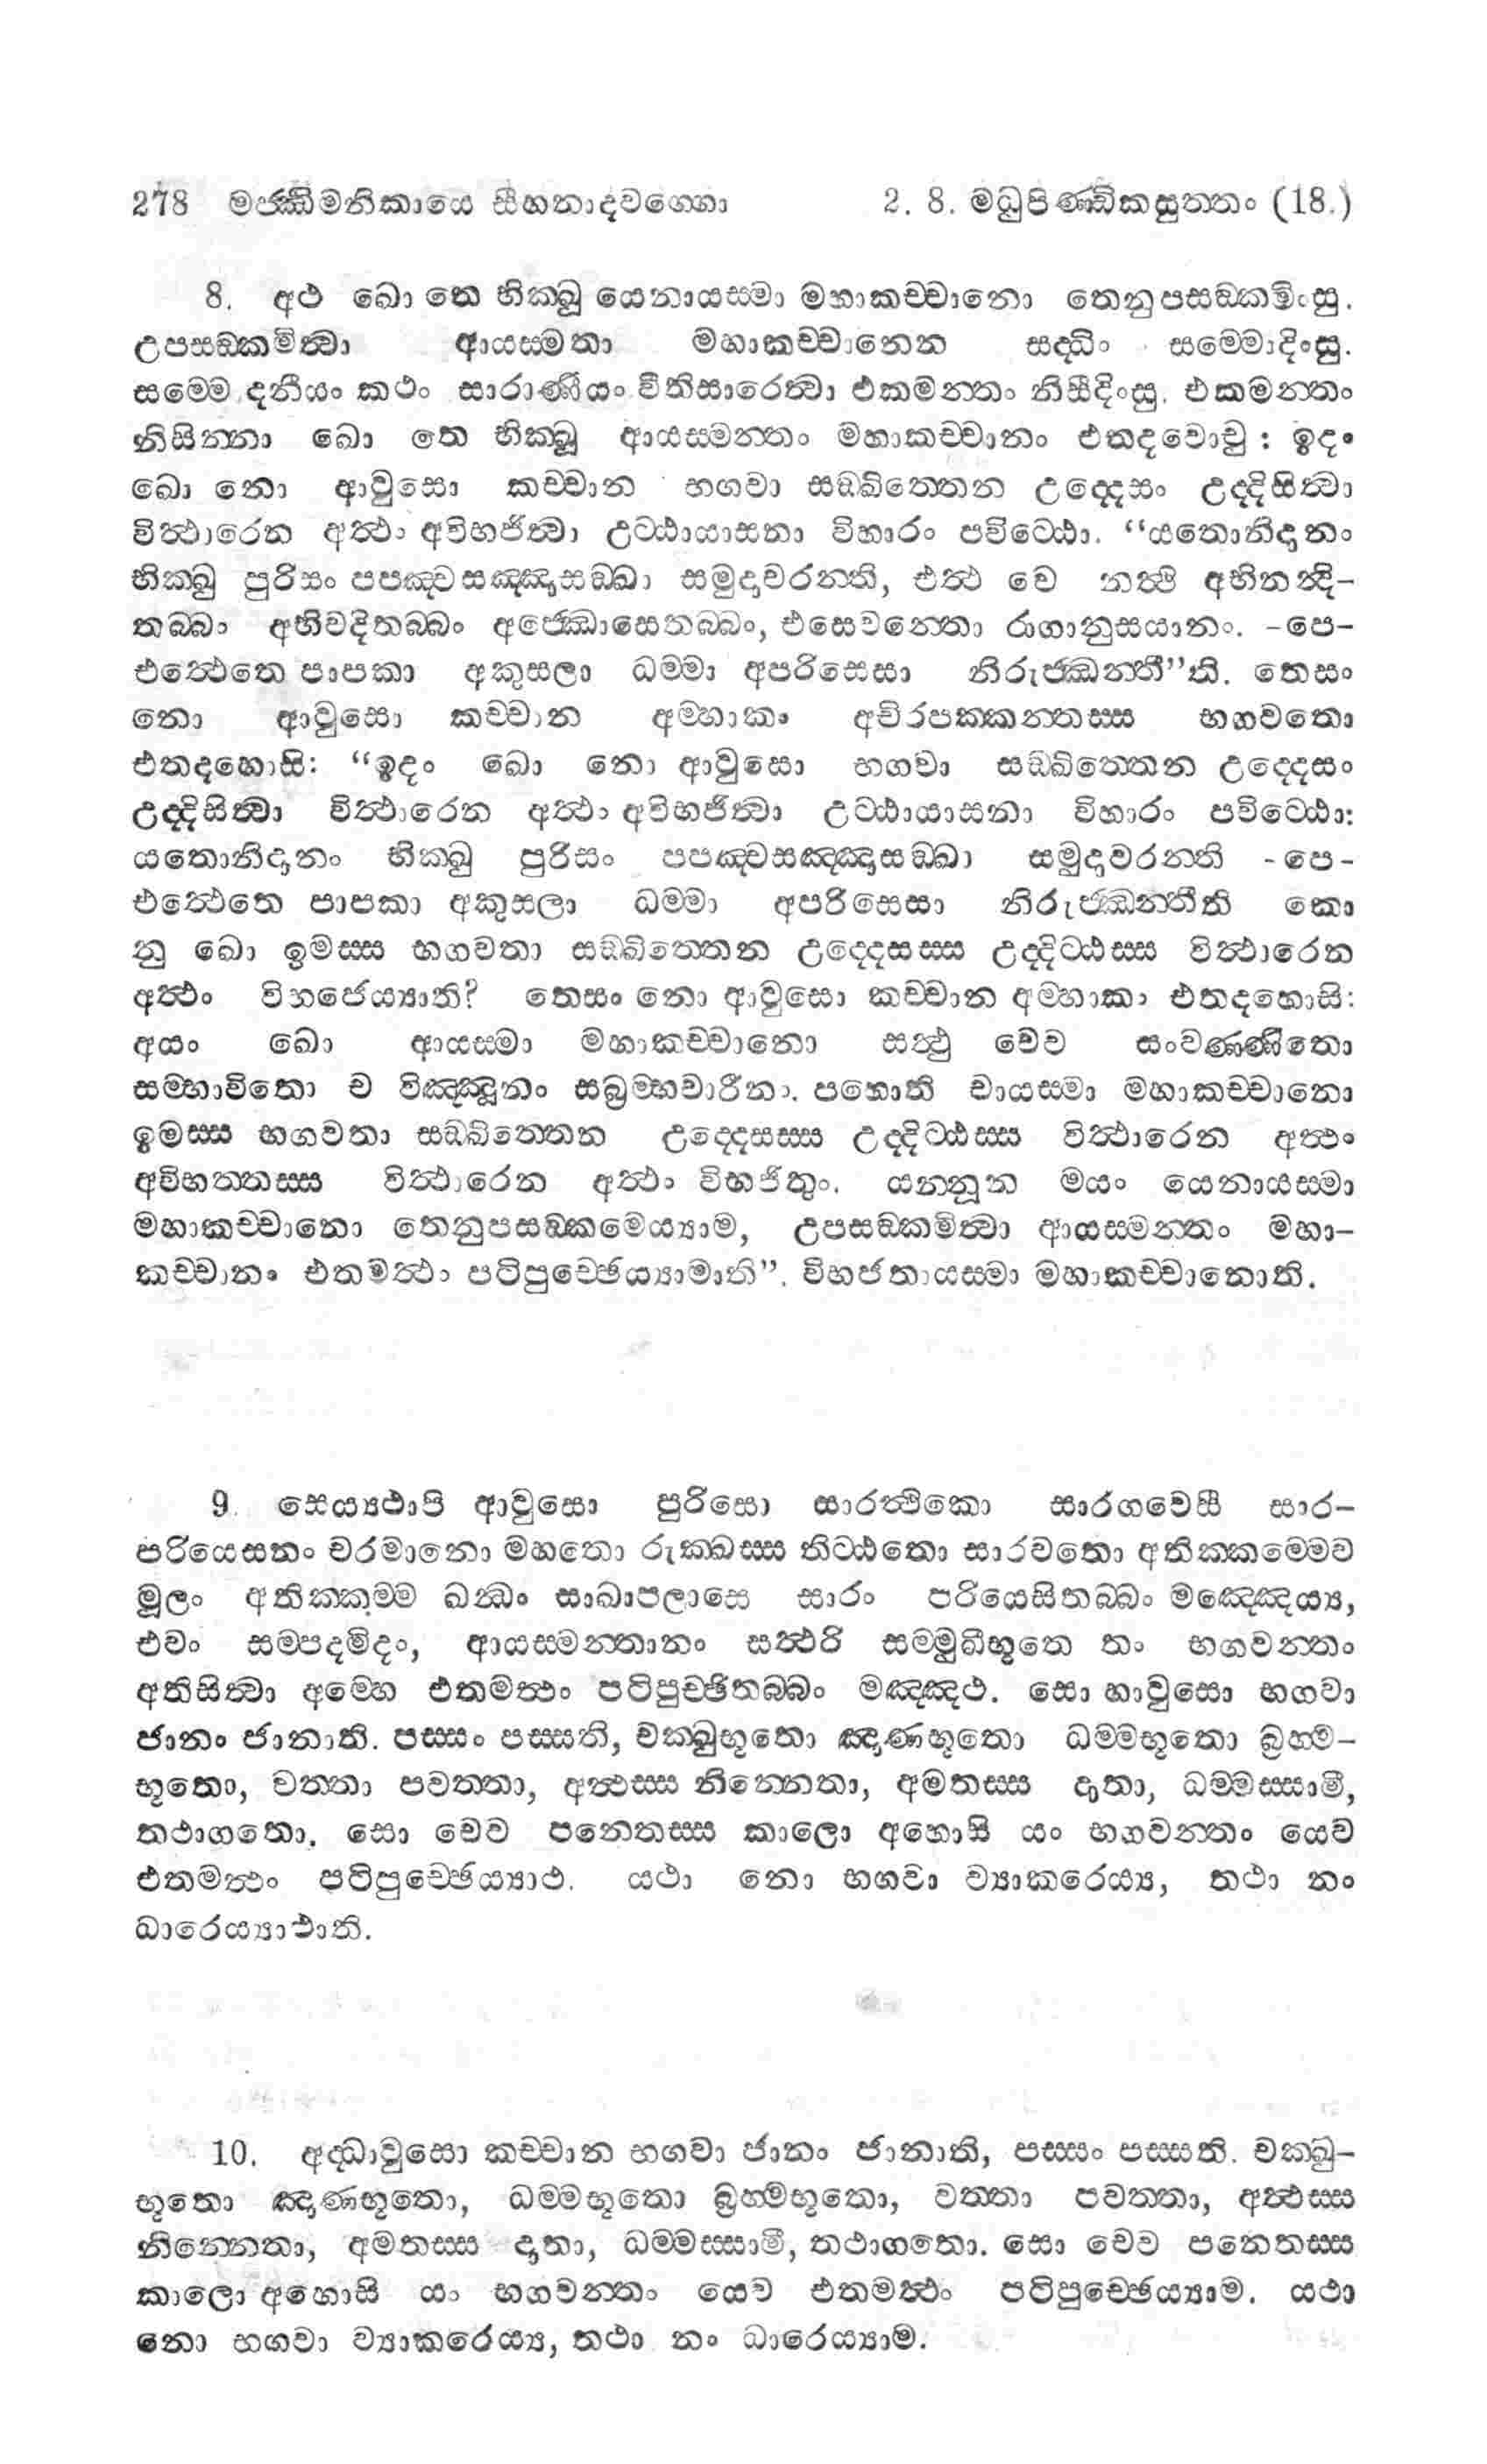 278 මජ්ඣිමනිකායෙ සීහනාදවග්ගො 2. 8. මධුපිණ්ඩිකසුත්තං (18.)
8. අථ ඛො තෙ භික්ඛූ යෙනායස්මා මහාකච්චානො තෙනුපසඞ්කමිංසු.
උපසඞ්කමිත්වා ආයස්මතා මහාකච්චානෙන සද්ධිං සම්මොදිංසු.
සම්මොදනීයං කථං සාරාණීයං වීතිසාරෙත්වා එකමන්තං නිසීදිංසු. එකමන්තං
නිසින්නා ඛො තෙ භික්ඛූ ආයස්මන්තං මහාකච්චානං එතදවොචු : ඉදං
ඛො නො ආවුසො කච්චාන භගවා සඞ්ඛිත්තෙන උද්දෙසං උද්දිසිත්වා
විත්ථාරෙන අත්ථං අවිභජිත්වා උට්ඨායාසනා විහාරං පවිට්ඨො. “යතොනිදානං
භික්ඛු පුරිසං පපඤ්චසඤ්ඤාසඞ්ඛා සමුදාචරන්ති, එත්ථ චෙ නත්ථි අභිනන්දි-
තබ්බං අභිවදිතබ්බං අජ්ඣොසෙතබ්බං, එසෙවන්තො රාගානුසයානං. -පෙ-
එත්ථෙතෙ පාපකා අකුසලා ධම්මා අපරිසෙසා නිරුජ්ඣන්තී”ති. තෙසං
නො ආවුසො කච්චාන අම්හාකං අචිරපක්කන්තස්ස භගවතො
එතදහොසි: “ඉදං ඛො නො ආවුසො භගවා සඞ්ඛිත්තෙන උද්දෙසං
උද්දිසිත්වා විත්ථාරෙන අත්ථං අවිභජිත්වා උට්ඨායාසනා විහාරං පවිට්ඨො:
යතොනිදානං භික්ඛු පුරිසං පපඤ්චසඤ්ඤාසඞ්ඛා සමුදාචරන්ති -පෙ-
එත්ථෙතෙ පාපකා අකුසලා ධම්මා අපරිසෙසා නිරුජ්ඣන්තීති කො
නු ඛො ඉමස්ස භගවතා සඞ්ඛිත්තෙන උද්දෙසස්ස උද්දිට්ඨස්ස විත්ථාරෙන
අත්ථං විභජෙය්‍යාති? තෙසං නො ආවුසො කච්චාන අම්හාකං එතදහොසි:
අයං ඛො ආයස්මා මහාකච්චානො සත්ථු චෙව සංවණ්ණිතො
සම්භාවිතො ච විඤ්ඤූනං සබ්‍රහ්මචාරීනං. පහොති චායස්මා මහාකච්චානො
ඉමස්ස භගවතා සඞ්ඛිත්තෙන උද්දෙසස්ස උද්දිට්ඨස්ස විත්ථාරෙන අත්ථං
අවිභත්තස්ස විත්ථාරෙන අත්ථං විභජිතුං. යන්නූන මයං යෙනායස්මා
මහාකච්චානො තෙනුපසඞ්කමෙය්‍යාම, උපසඞ්කමිත්වා ආයස්මන්තං මහා-
කච්චානං එතමත්ථං පටිපුච්ඡෙය්‍යාමාති”. විභජතායස්මා මහාකච්චානොති.
9. සෙය්‍යථාපි ආවුසො පුරිසො සාරත්ථිකො සාරගවෙසී සාර-
පරියෙසනං චරමානො මහතො රුක්ඛස්ස තිට්ඨතො සාරවතො අතික්කම්මෙව
මූලං අතික්කම්ම ඛන්ධං සාඛාපලාසෙ සාරං පරියෙසිතබ්බං මඤ්ඤෙය්‍ය,
එවං සම්පදමිදං, ආයස්මන්තානං සත්ථරි සම්මුඛීභූතෙ තං භගවන්තං
අතිසිත්වා අම්හෙ එතමත්ථං පටිපුච්ඡිතබ්බං මඤ්ඤථ. සො හාවුසො භගවා
ජානං ජානාති. පස්සං පස්සති, චක්ඛුභූතො ඤාණභූතො ධම්මභූතො බ්‍රහ්ම-
භූතො, වත්තා පවත්තා, අත්ථස්ස නින්නෙතා, අමතස්ස දාතා, ධම්මස්සාමී,
තථාගතො. සො චෙව පනෙතස්ස කාලො අහොසි යං භගවන්තං යෙව
එතමත්ථං පටිපුච්ඡෙය්‍යාථ. යථා නො භගවා ව්‍යාකරෙය්‍ය, තථා නං
ධාරෙය්‍යාථාති.
10. අද්ධාවුසො කච්චාන භගවා ජානං ජානාති, පස්සං පස්සති. චක්ඛු-
භූතො ඤාණභූතො, ධම්මභූතො බ්‍රහ්මභූතො, වත්තා පවත්තා, අත්ථස්ස
නින්නෙතා, අමතස්ස දාතා, ධම්මස්සාමී, තථාගතො. සො චෙව පනෙතස්ස
කාලො අහොසි යං භගවන්තං යෙව එතමත්ථං පටිපුච්ඡෙය්‍යාම. යථා
නො භගවා ව්‍යාකරෙය්‍ය, තථා නං ධාරෙය්‍යාම.